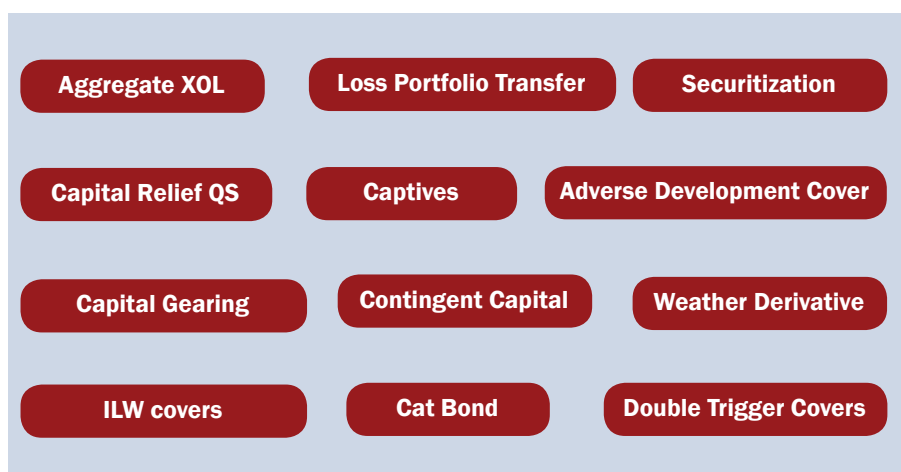 Aggregate XOL
Loss Portfolio Transfer
Securitization
Capital Relief QS
Captives
Adverse Development Cover
Capital Gearing
Contingent Capital
Weather Derivative
ILW covers
Cat Bond
Double Trigger Covers